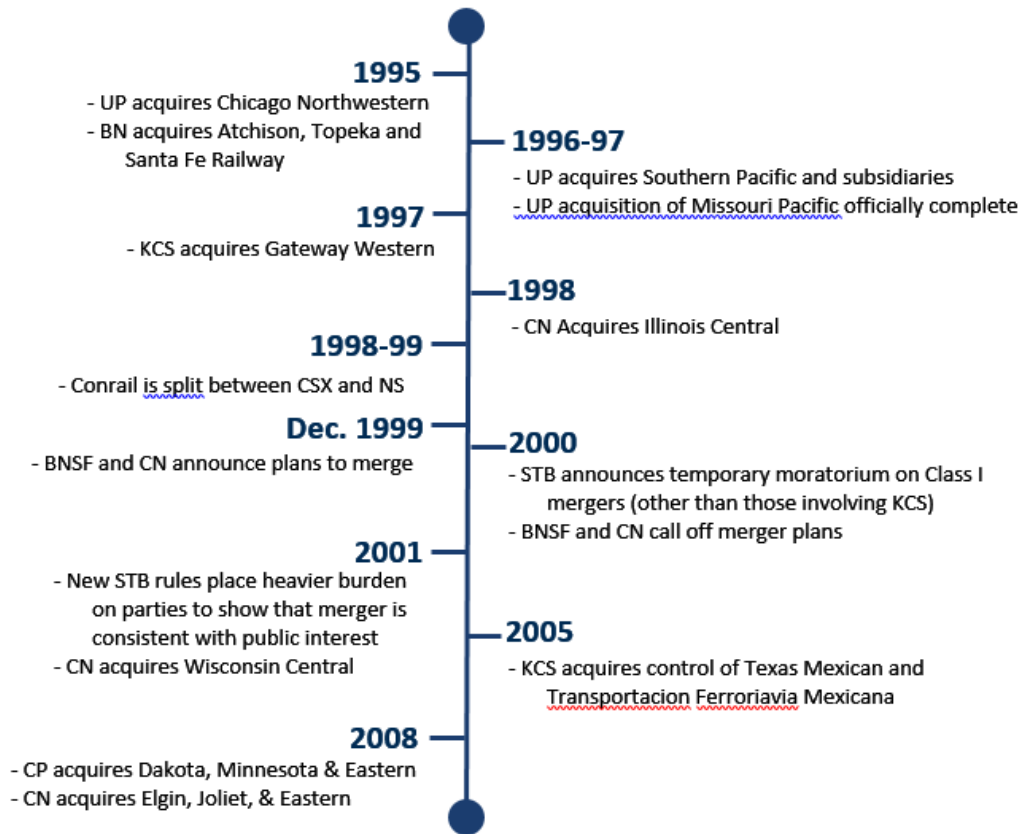 1995
- UP acquires Chicago Northwestern
- BN acquires Atchison, Topeka and
Santa Fe Railway
1996-97
- UP acquires Southern Pacific and subsidiaries
- UP acquisition of Missouri Pacific officially complete
1997
- KCS acquires Gateway Western
1998
- CN Acquires Illinois Central
1998-99
- Conrail is split between CSX and NS
Dec. 1999
- BNSF and CN announce plans to merge
2000
- STB announces temporary moratorium on Class I
mergers (other than those involving KCS)
- BNSF and CN call off merger plans
2001
- New STB rules place heavier burden
on parties to show that merger is
consistent with public interest
- CN acquires Wisconsin Central
2005
- KCS acquires control of Texas Mexican and
Transportacion Ferroriavia Mexicana
2008
- CP acquires Dakota, Minnesota & Eastern
- CN acquires Elgin, Joliet, & Eastern